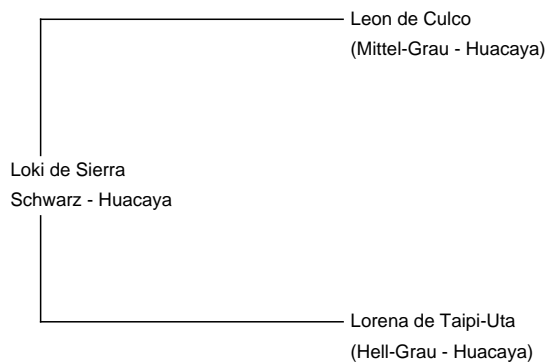 Leon de Culco
(Mittel-Grau - Huacaya)
Loki de Sierra
Schwarz - Huacaya
Lorena de Taipi-Uta
(Hell-Grau - Huacaya)